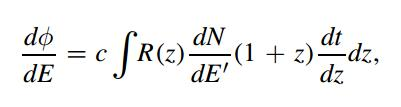 dϕ/dE = c ∫ R(z) dN/dE′ (1 + z) dt/dz dz,